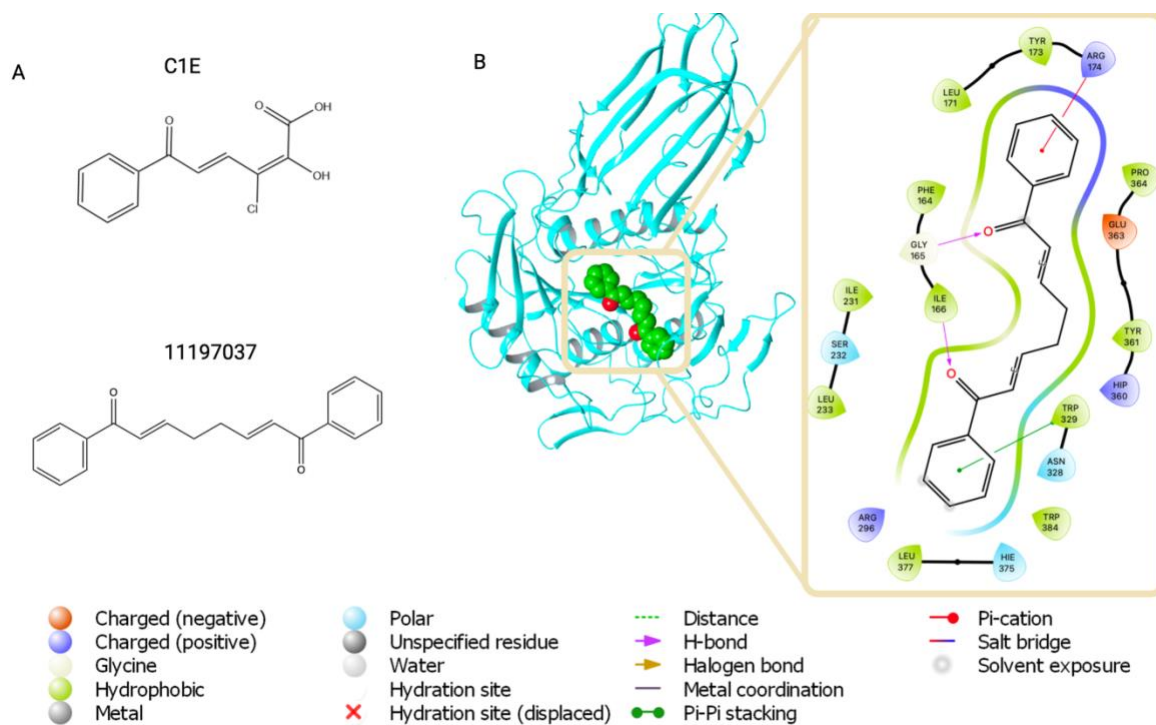 A
C1E
O
O
OH
OH
Cl
11197037
O
O
B
TYR
173
ARG
174
LEU
171
PHE
164
GLY
165
ILE
166
O
PRO
364
GLU
363
ILE
231
SER
232
LEU
233
O
TYR
361
HIP
360
TRP
329
ASN
328
ARG
296
TRP
384
LEU
377
HIE
375
Charged (negative)
Charged (positive)
Glycine
Hydrophobic
Metal
Polar
Unspecified residue
Water
Hydration site
Hydration site (displaced)
Distance
H-bond
Halogen bond
Metal coordination
Pi-Pi stacking
Pi-cation
Salt bridge
Solvent exposure